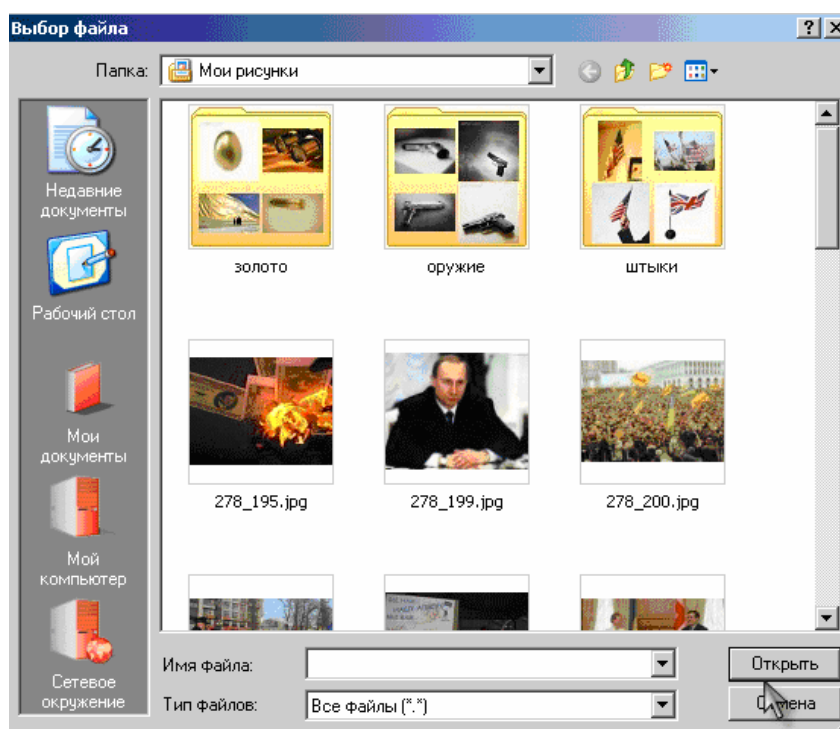 Выбор файла
Папка:
Мои рисунки
Недавние
документы
Рабочий стол
Мои
документы
Мой
компьютер
Сетевое
окружение
золото
оружие
штыки
278_195.jpg
278_199.jpg
278_200.jpg
Имя файла:
Открыть
Тип файлов:
Все файлы (*.*)
Отмена